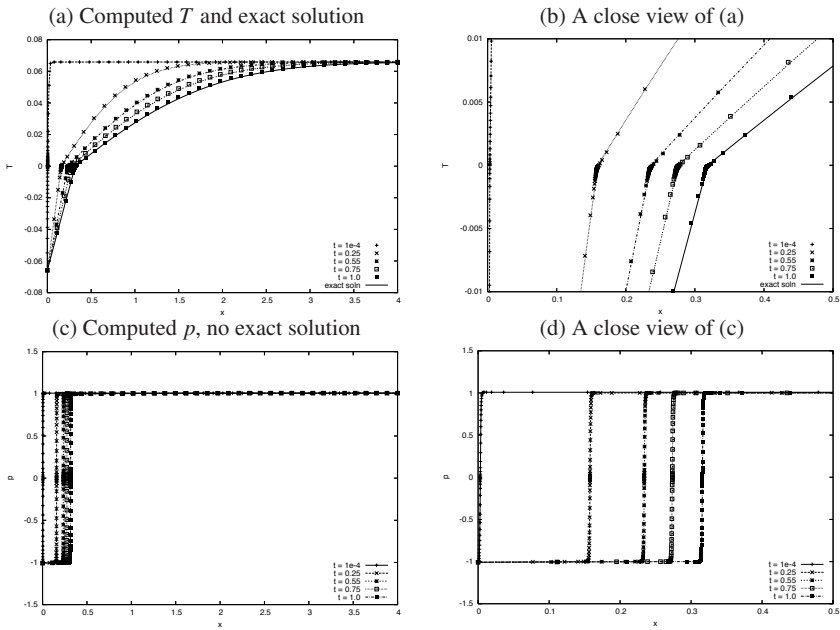 (a) Computed T and exact solution
(b) A close view of (a)
0.08
0.06
0.04
0.02
0
-0.02
-0.04
-0.06
-0.08
T
0 0.5 1 1.5 2 2.5 3 3.5 4
x
t = 1e-4
t = 0.25
t = 0.55
t = 0.75
t = 1.0
exact soln
0.01
0.005
0
-0.005
-0.01
T
0 0.1 0.2 0.3 0.4 0.5
x
t = 1e-4
t = 0.25
t = 0.55
t = 0.75
t = 1.0
exact soln
(c) Computed p, no exact solution
(d) A close view of (c)
1.5
1
0.5
0
-0.5
-1
-1.5
p
0 0.5 1 1.5 2 2.5 3 3.5 4
x
t = 1e-4
t = 0.25
t = 0.55
t = 0.75
t = 1.0
1.5
1
0.5
0
-0.5
-1
-1.5
p
0 0.1 0.2 0.3 0.4 0.5
x
t = 1e-4
t = 0.25
t = 0.55
t = 0.75
t = 1.0